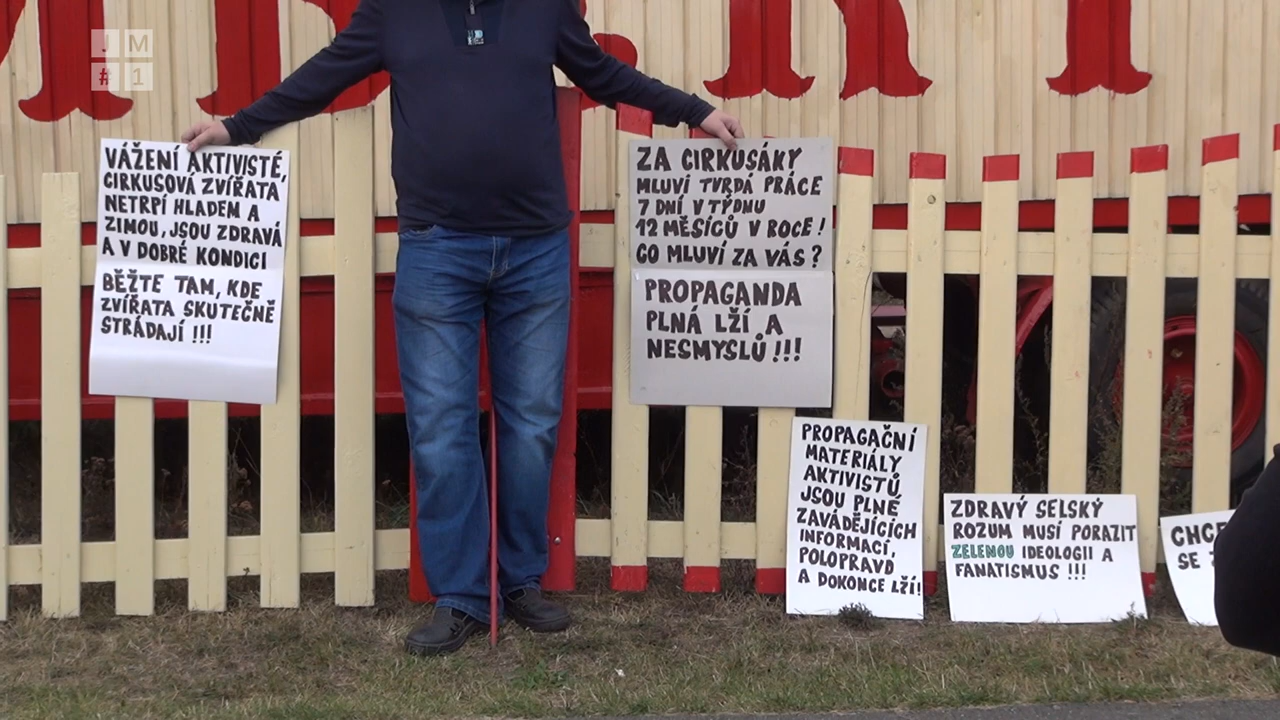 JM
#1
VÁŽENÍ AKTIVISTÉ,
CIRKUSOVÁ ZVÍŘATA
NETRPÍ HLADEM A
ZIMOU, JSOU ZDRAVÁ
A V DOBRÉ KONDICI
BĚŽTE TAM, KDE
ZVÍŘATA SKUTEČNĚ
STRÁDAJÍ !!!
ZA CIRKUSÁKY
MLUVÍ TVRDÁ PRÁCE
7 DNÍ V TÝDNU
12 MĚSÍCŮ V ROCE !
CO MLUVÍ ZA VÁS ?
PROPAGANDA
PLNÁ LŽÍ A
NESMYSLŮ !!!
PROPAGAČNÍ
MATERIÁLY
AKTIVISTŮ
JSOU PLNÉ
ZAVÁDĚJÍCÍCH
INFORMACÍ,
POLOPRAVD
A DOKONCE LŽÍ!
ZDRAVÝ SELSKÝ
ROZUM MUSÍ PORAZIT
ZELENOU IDEOLOGII A
FANATISMUS !!!
SE